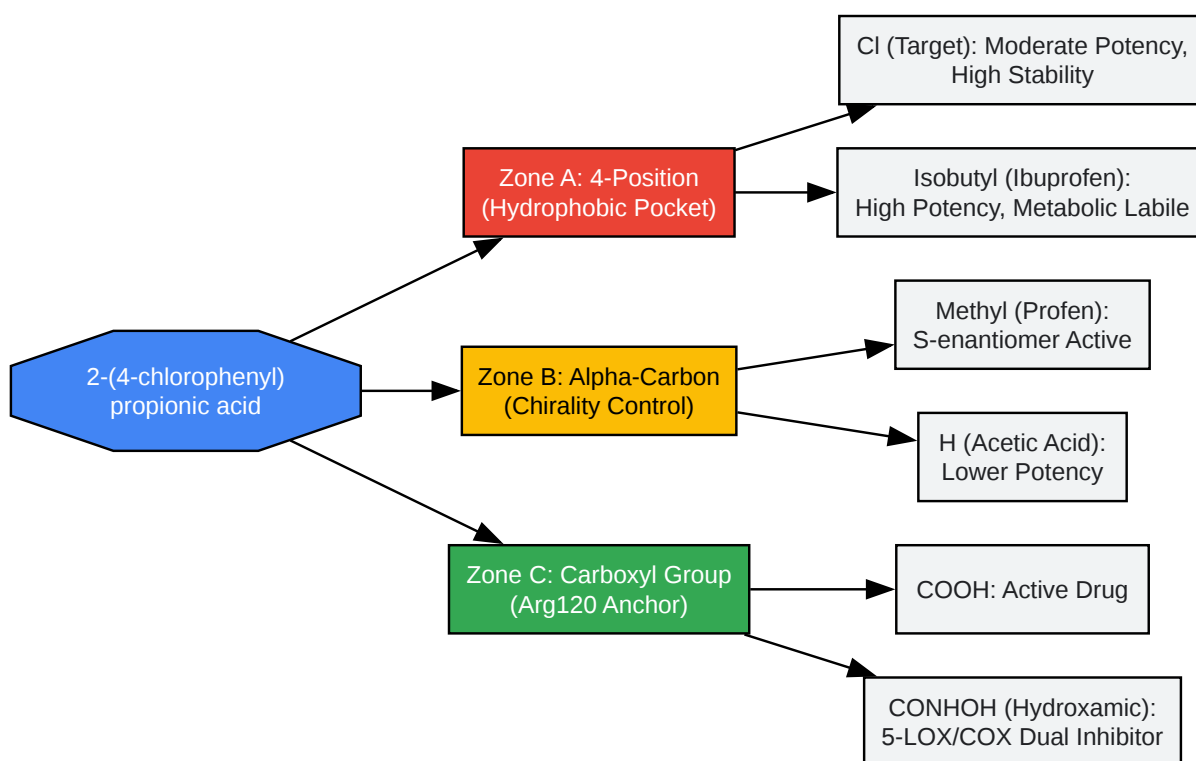 2-(4-chlorophenyl)
propionic acid
Zone A: 4-Position
(Hydrophobic Pocket)
Cl (Target): Moderate Potency,
High Stability
Isobutyl (Ibuprofen):
High Potency, Metabolic Labile
Zone B: Alpha-Carbon
(Chirality Control)
Methyl (Profen):
S-enantiomer Active
H (Acetic Acid):
Lower Potency
Zone C: Carboxyl Group
(Arg120 Anchor)
COOH: Active Drug
CONHOH (Hydroxamic):
5-LOX/COX Dual Inhibitor